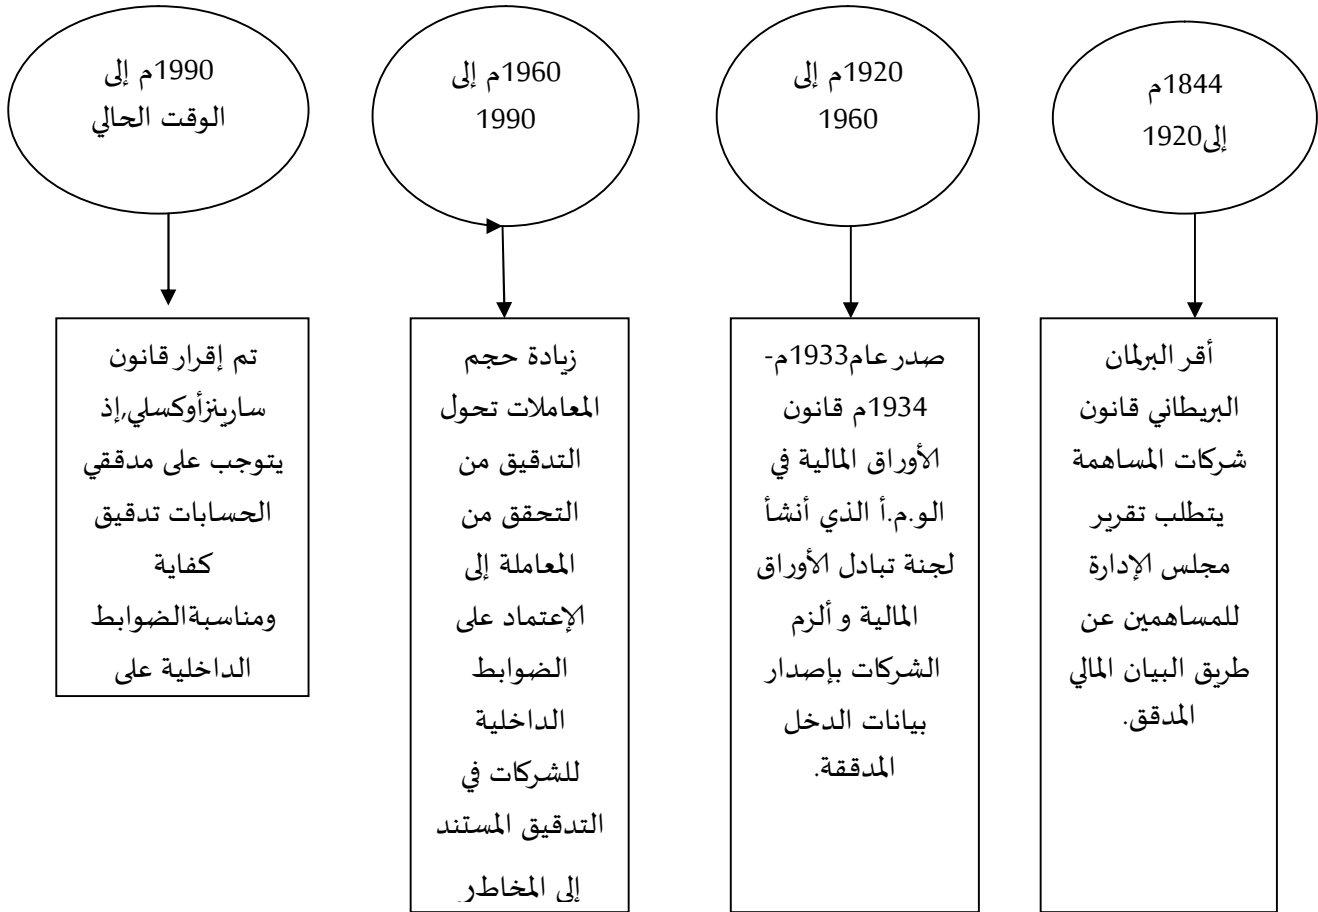 1844م
إلى1920
أقر البرلمان
البريطاني قانون
شركات المساهمة
يتطلب تقرير
مجلس الإدارة
للمساهمين عن
طريق البيان المالي
المدقق.
1920م إلى
1960
صدر عام1933م-
1934م قانون
الأوراق المالية في
الو.م.أ الذي أنشأ
لجنة تبادل الأوراق
المالية و ألزم
الشركات بإصدار
بيانات الدخل
المدققة.
1960م إلى
1990
زيادة حجم
المعاملات تحول
التدقيق من
التحقق من
المعاملة إلى
الإعتماد على
الضوابط
الداخلية
للشركات في
التدقيق المستند
إلى المخاطر
1990م إلى
الوقت الحالي
تم إقرار قانون
سارينزأوكسلي,إذ
يتوجب على مدققي
الحسابات تدقيق
كفاية
ومناسبةالضوابط
الداخلية على